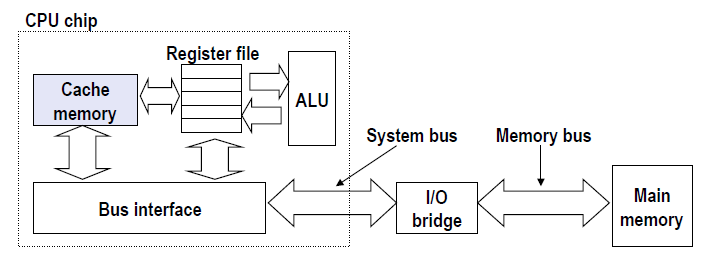 CPU chip
Register file
Cache
memory
ALU
System bus
Memory bus
Bus interface
I/O
bridge
Main
memory